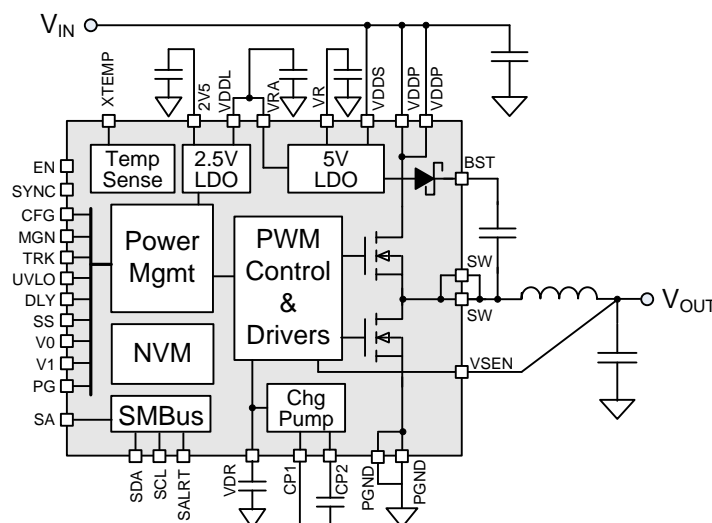 VIN
XTEMP
2V5
VDDL
VRA
VR
VDDS
VDDP
VDDP
EN
SYNC
CFG
MGN
TRK
UVLO
DLY
SS
V0
V1
PG
SA
Temp
Sense
2.5V
LDO
5V
LDO
BST
Power
Mgmt
PWM
Control
&
Drivers
SW
SW
VOUT
NVM
VSEN
SMBus
Chg
Pump
SDA
SCL
SALRT
VDR
CP1
CP2
PGND
PGND